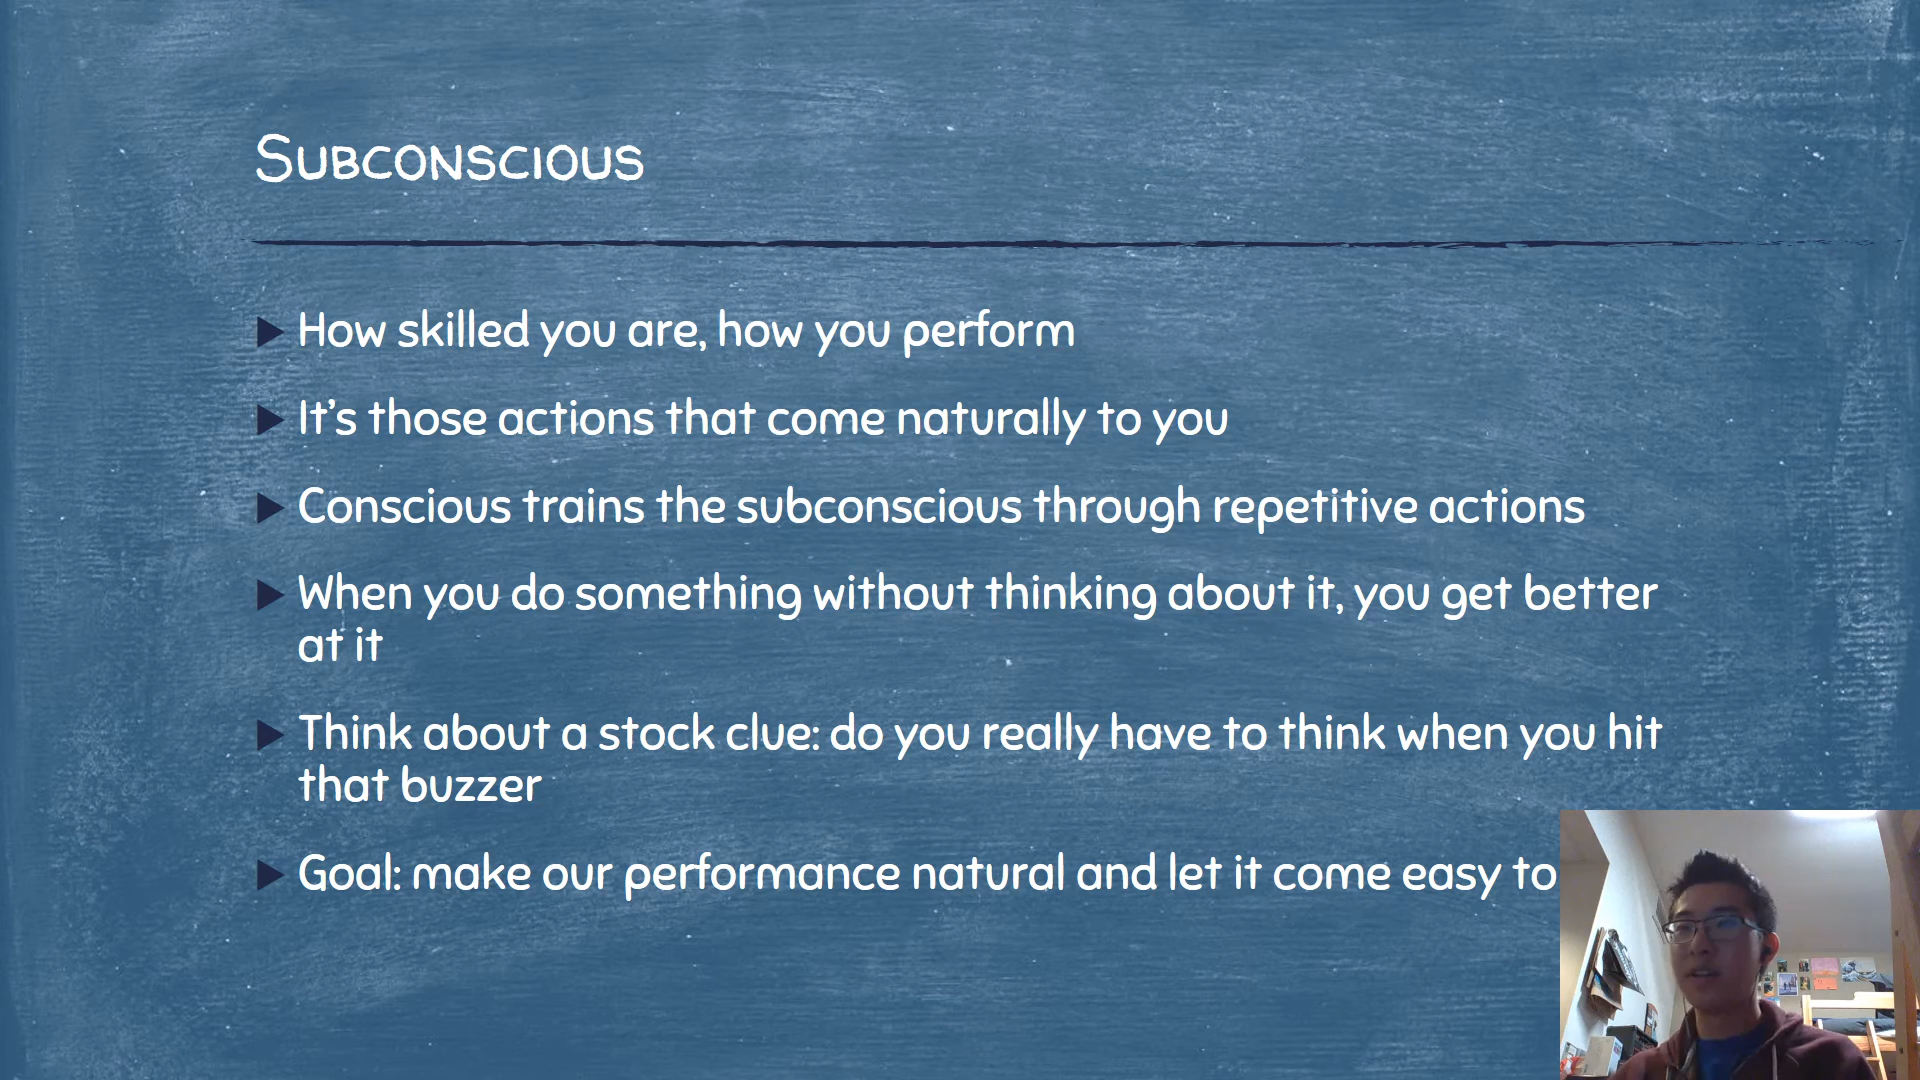 Subconscious
How skilled you are, how you perform
It's those actions that come naturally to you
Conscious trains the subconscious through repetitive actions
When you do something without thinking about it, you get better
at it
Think about a stock clue: do you really have to think when you hit
that buzzer
Goal: make our performance natural and let it come easy to